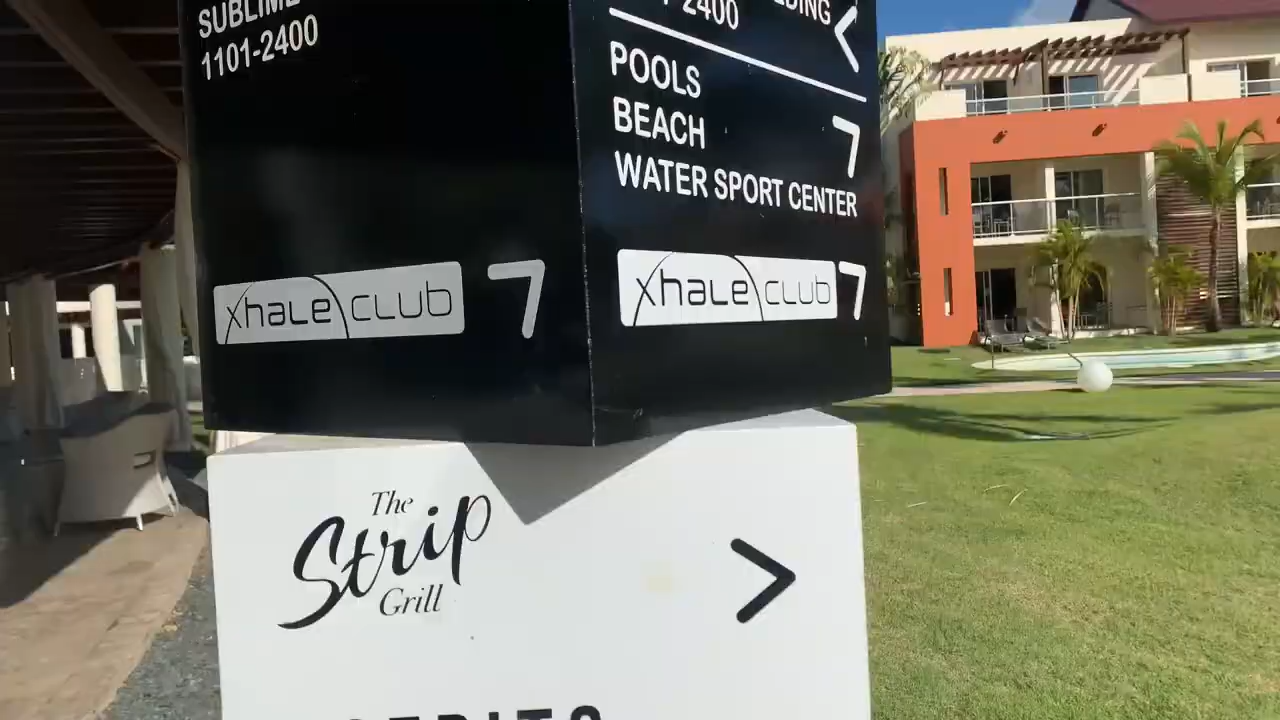 SUBLIME
1101-2400
2400
POOLS
BEACH
WATER SPORT CENTER
xhale club
xhale club
The
Strip
Grill